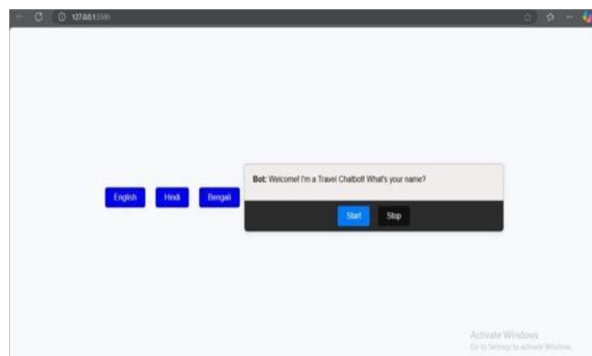 127.0.0.1:5500
Bot: Welcome! I'm a Travel Chatbot! What's your name?
English Hindi Bengali
Start Stop
Activate Windows
Go to Settings to activate Windows.